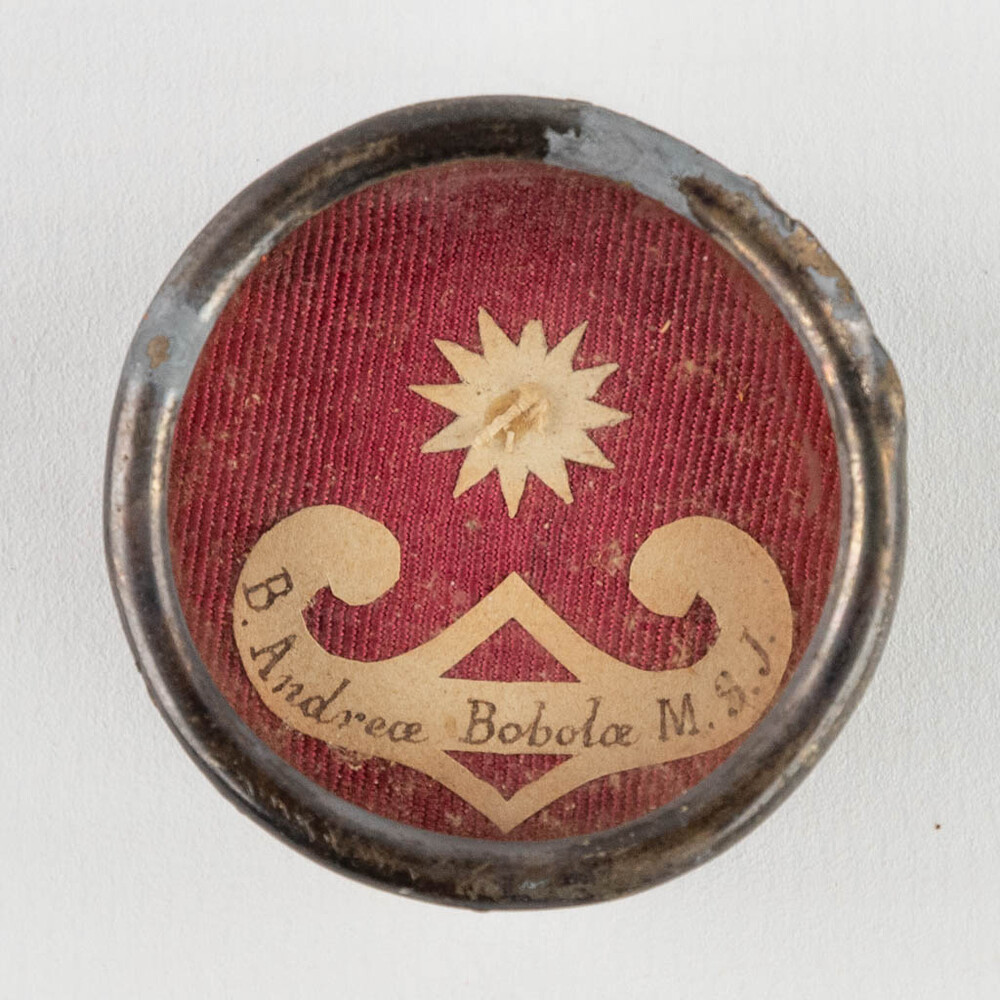 B. Andreæ Bobolæ M. S. J.